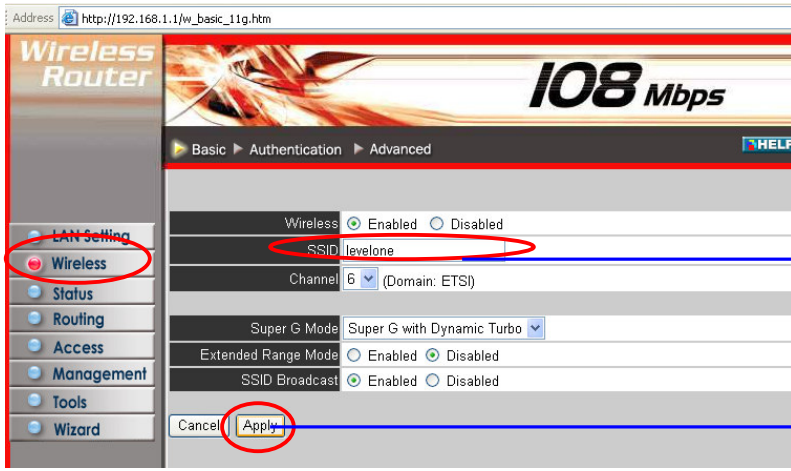 Address http://192.168.1.1/w_basic_11g.htm
Wireless
Router
108 Mbps
Basic Authentication Advanced
HELP
LAN Setting
Wireless
Status
Routing
Access
Management
Tools
Wizard
Wireless Enabled Disabled
SSID levelone
Channel 6 (Domain: ETSI)
Super G Mode Super G with Dynamic Turbo
Extended Range Mode Enabled Disabled
SSID Broadcast Enabled Disabled
Cancel Apply